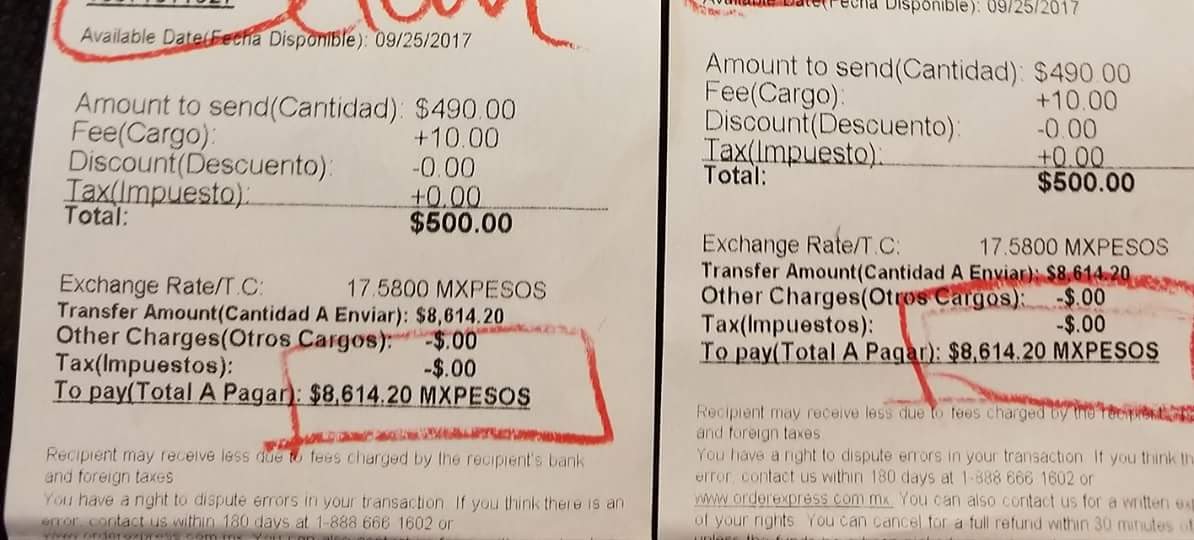 Available Date(Fecha Disponible): 09/25/2017
Amount to send(Cantidad): $490.00
Fee(Cargo): +10.00
Discount(Descuento): -0.00
Tax(Impuesto): +0.00
Total: $500.00
Exchange Rate/T.C: 17.5800 MXPESOS
Transfer Amount(Cantidad A Enviar): $8,614.20
Other Charges(Otros Cargos): -$.00
Tax(Impuestos): -$.00
To pay(Total A Pagar): $8,614.20 MXPESOS
Recipient may receive less due to fees charged by the recipient's bank
and foreign taxes
You have a right to dispute errors in your transaction. If you think there is an
error, contact us within 180 days at 1-888 666 1602 or
Available Date(Fecha Disponible): 09/25/2017
Amount to send(Cantidad): $490.00
Fee(Cargo): +10.00
Discount(Descuento): -0.00
Tax(Impuesto): +0.00
Total: $500.00
Exchange Rate/T.C: 17.5800 MXPESOS
Transfer Amount(Cantidad A Enviar): $8,614.20
Other Charges(Otros Cargos): -$.00
Tax(Impuestos): -$.00
To pay(Total A Pagar): $8,614.20 MXPESOS
Recipient may receive less due to fees charged by the
and foreign taxes
You have a right to dispute errors in your transaction. If you think
error, contact us within 180 days at 1-888 666 1602 or
www.orderexpress.com.mx. You can also contact us for a written
of your rights. You can cancel for a full refund within 30 minutes